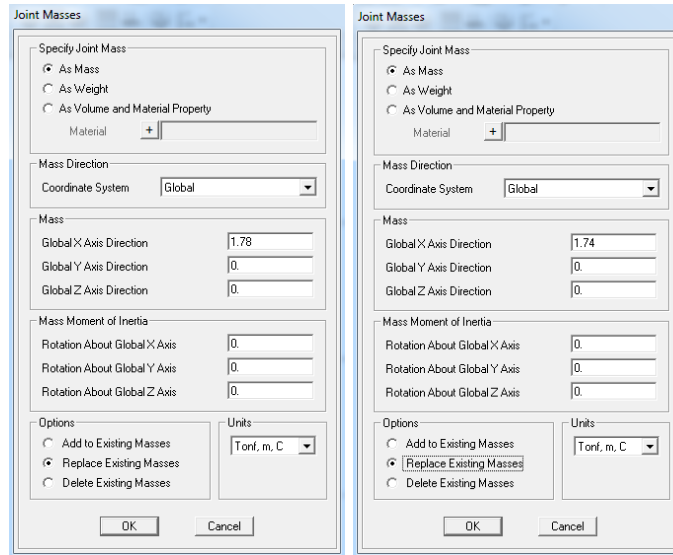 Joint Masses
Specify Joint Mass
As Mass
As Weight
As Volume and Material Property
Material +
Mass Direction
Coordinate System Global
Mass
Global X Axis Direction 1.78
Global Y Axis Direction 0.
Global Z Axis Direction 0.
Mass Moment of Inertia
Rotation About Global X Axis 0.
Rotation About Global Y Axis 0.
Rotation About Global Z Axis 0.
Options
Add to Existing Masses
Replace Existing Masses
Delete Existing Masses
Units
Tonf, m, C
OK Cancel
Joint Masses
Specify Joint Mass
As Mass
As Weight
As Volume and Material Property
Material +
Mass Direction
Coordinate System Global
Mass
Global X Axis Direction 1.74
Global Y Axis Direction 0.
Global Z Axis Direction 0.
Mass Moment of Inertia
Rotation About Global X Axis 0.
Rotation About Global Y Axis 0.
Rotation About Global Z Axis 0.
Options
Add to Existing Masses
Replace Existing Masses
Delete Existing Masses
Units
Tonf, m, C
OK Cancel